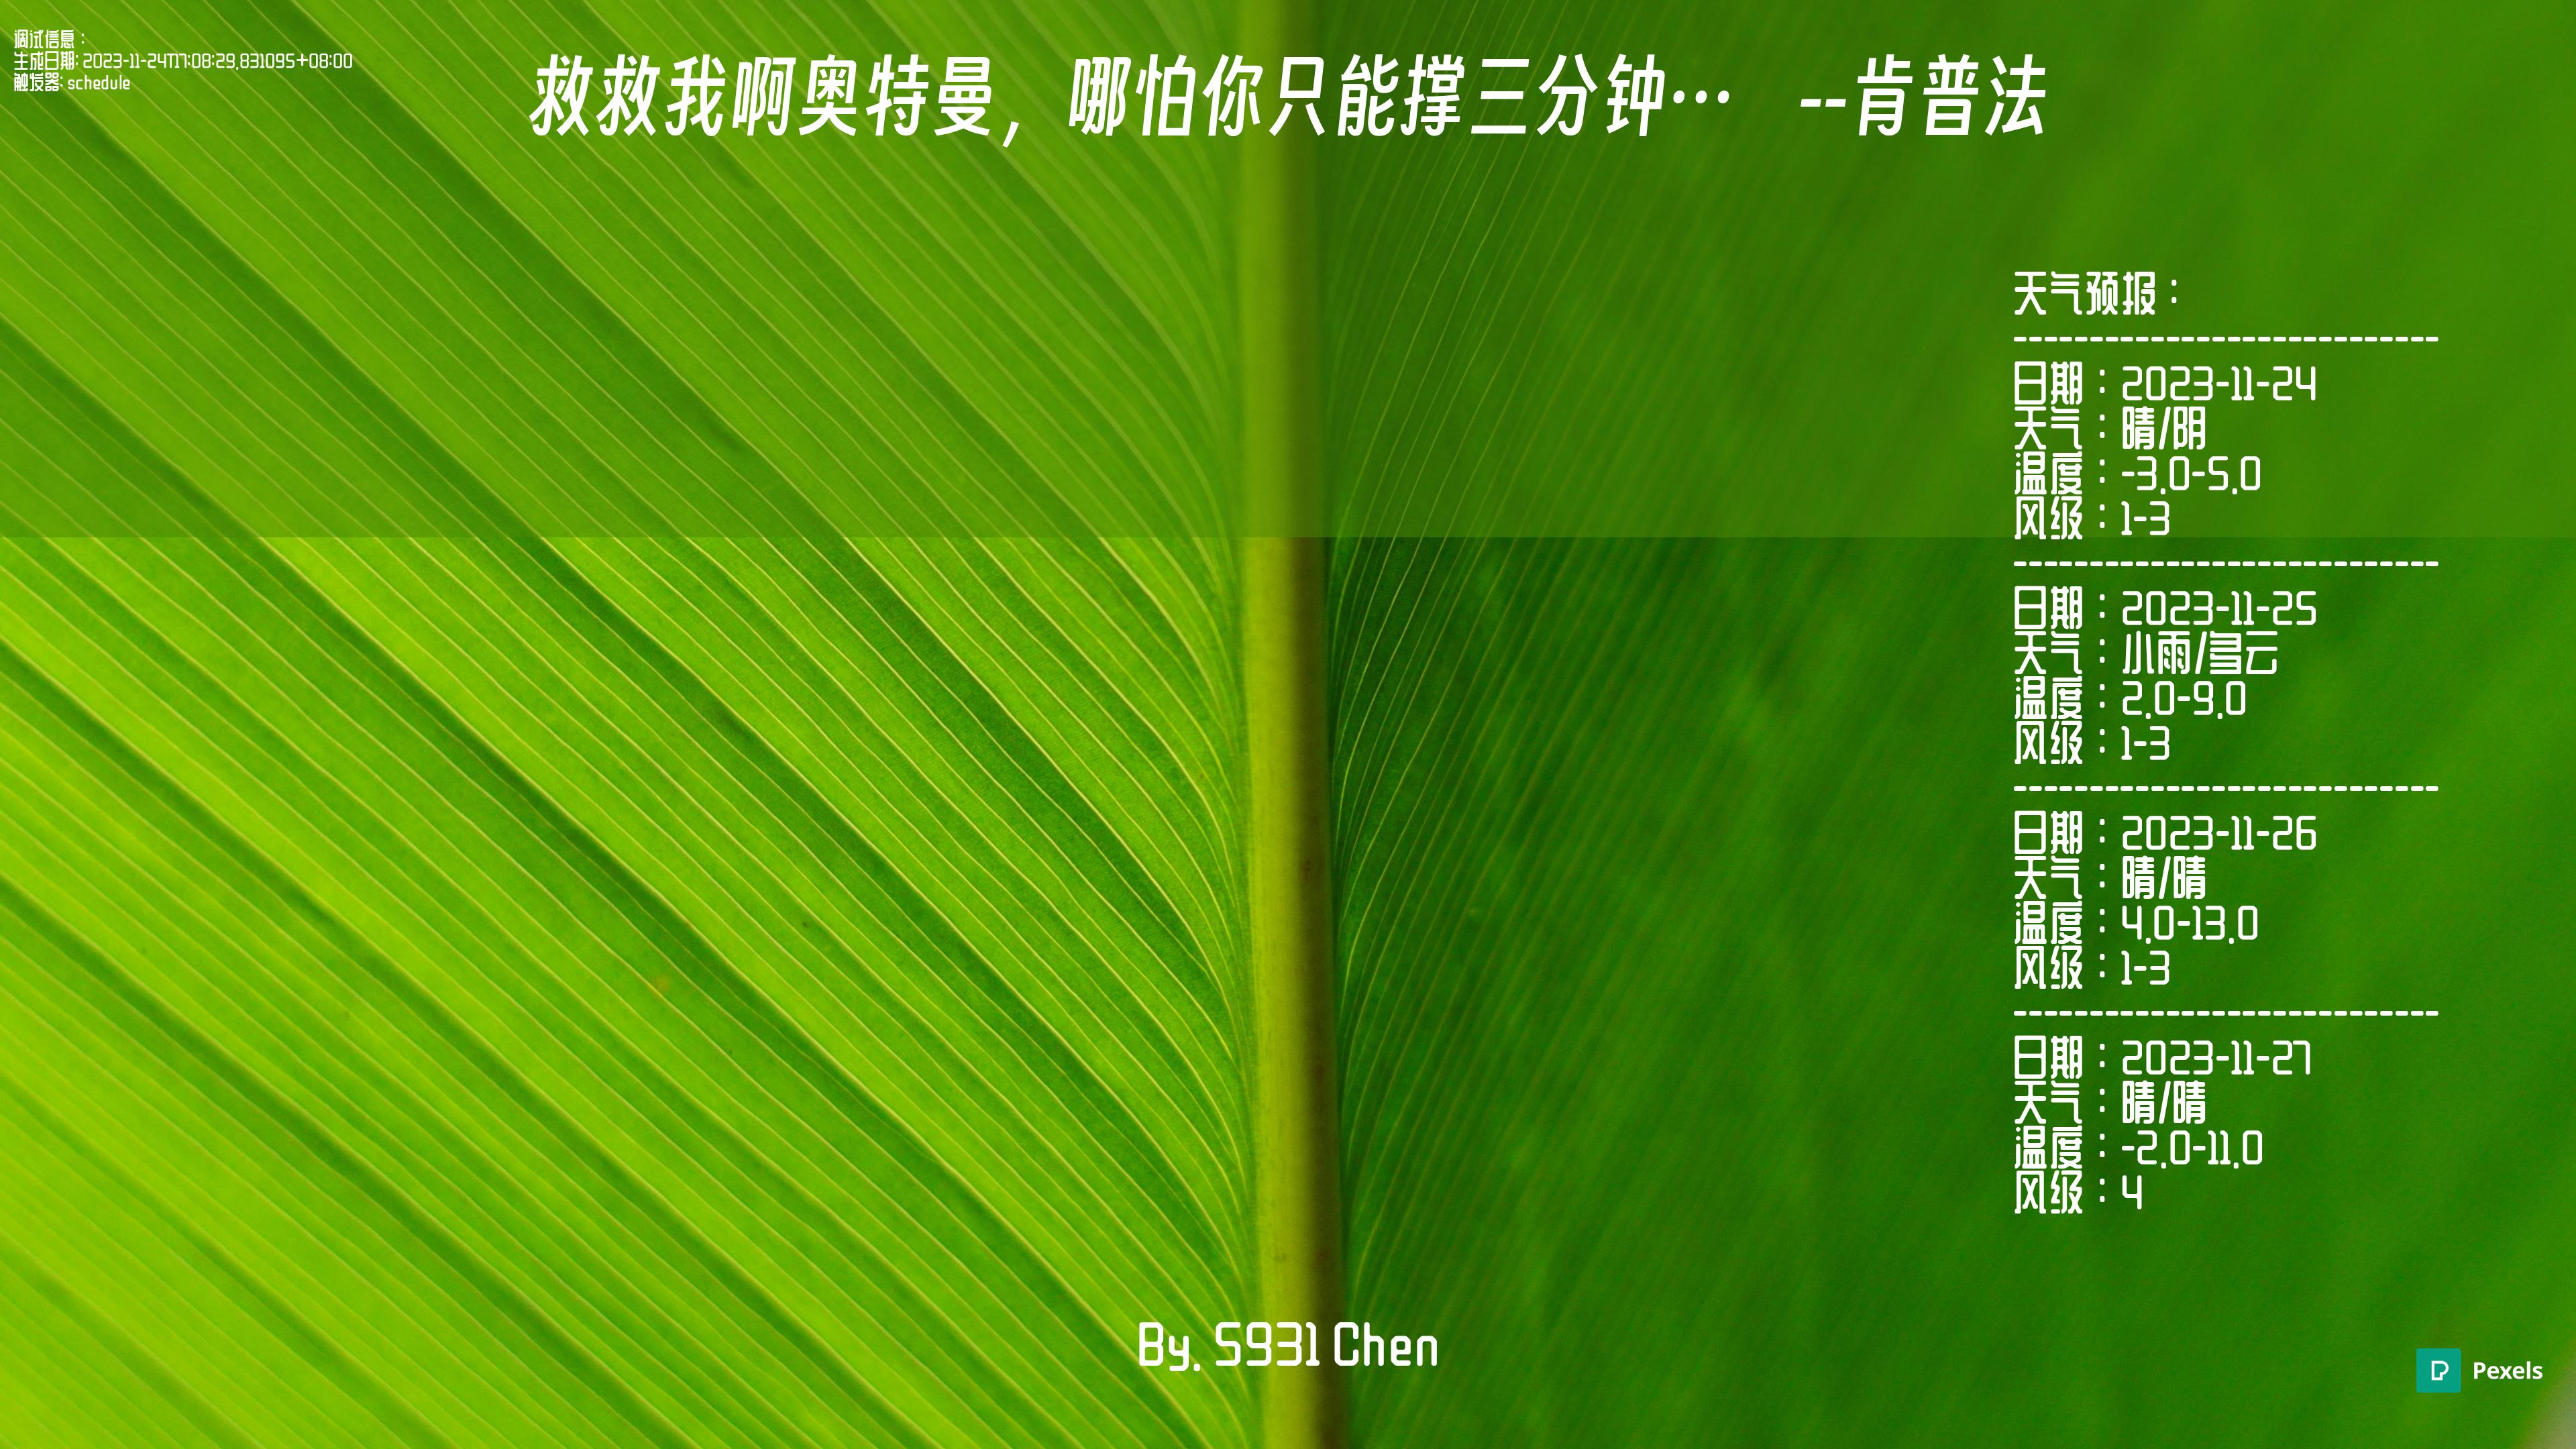 调试信息：
生成日期: 2023-11-24T17:08:29.831095+08:00
触发器: schedule
救救我啊奥特曼，哪怕你只能撑三分钟… --肯普法
天气预报：
----------------------------
日期：2023-11-24
天气：晴/阴
温度：-3.0-5.0
风级：1-3
----------------------------
日期：2023-11-25
天气：小雨/多云
温度：2.0-9.0
风级：1-3
----------------------------
日期：2023-11-26
天气：晴/晴
温度：4.0-13.0
风级：1-3
----------------------------
日期：2023-11-27
天气：晴/晴
温度：-2.0-11.0
风级：4
By. S931 Chen
Pexels